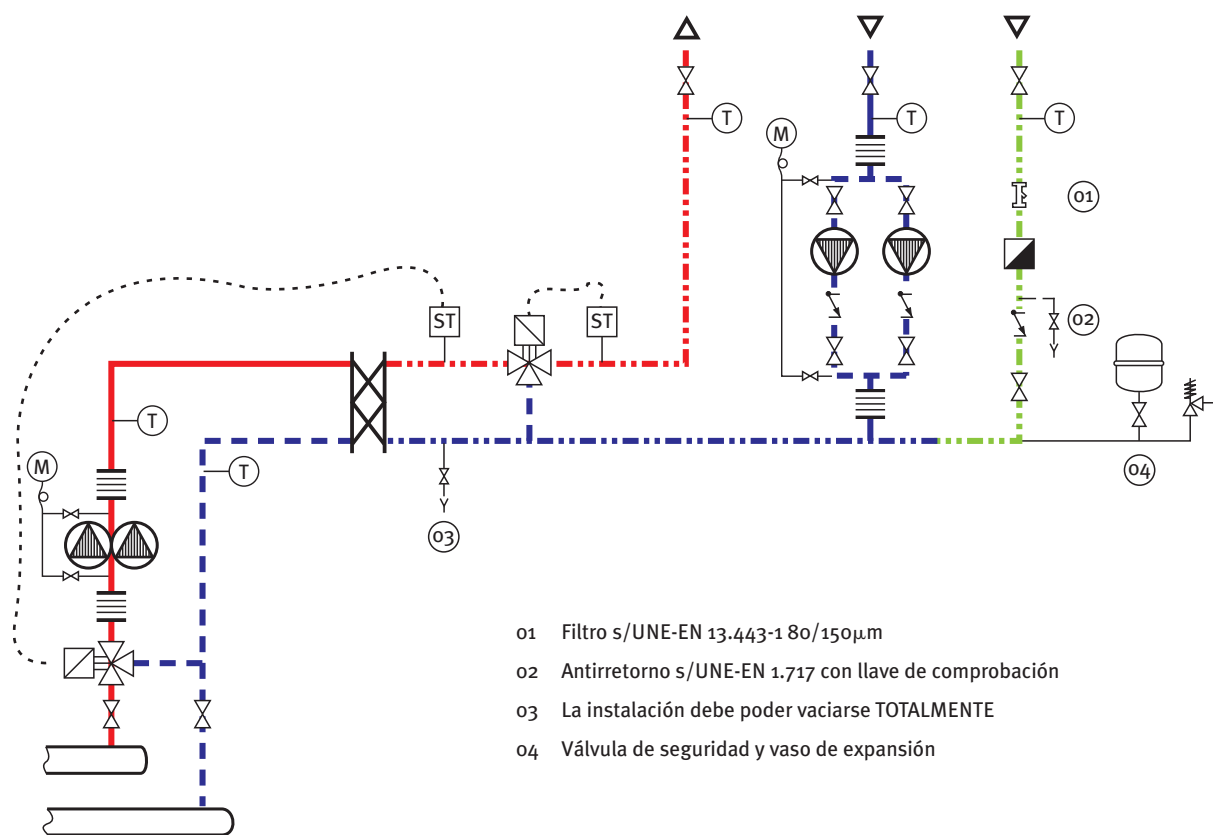 T
T
T
M
01
ST
ST
02
T
M
T
04
03
01 Filtro s/UNE-EN 13.443-1 80/150µm
02 Antirretorno s/UNE-EN 1.717 con llave de comprobación
03 La instalación debe poder vaciarse TOTALMENTE
04 Válvula de seguridad y vaso de expansión